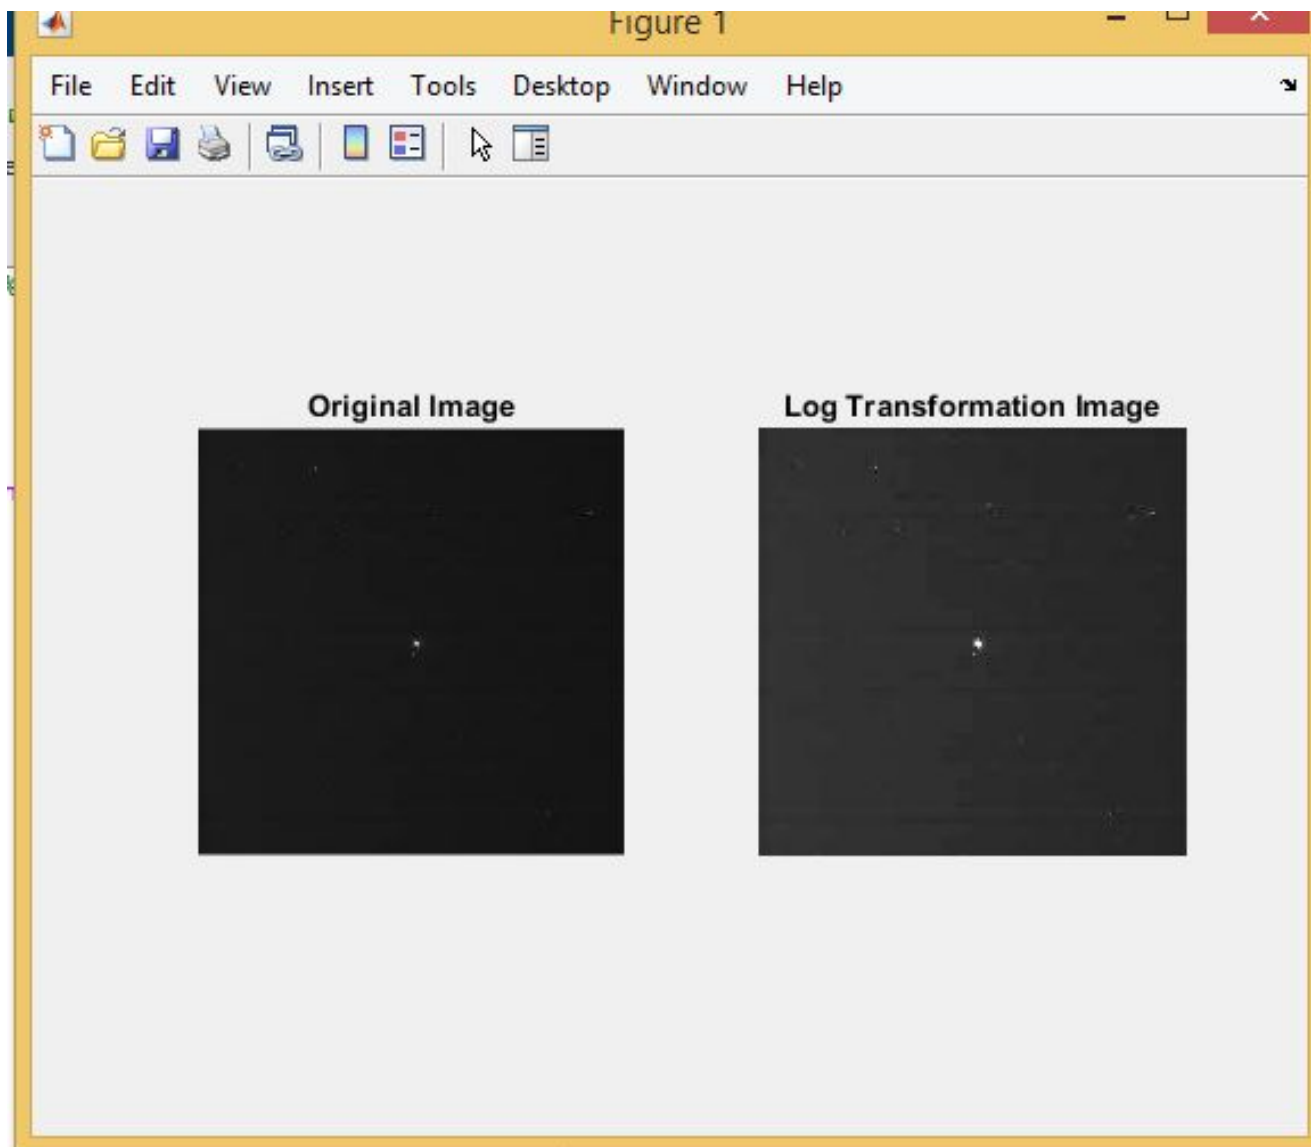 Figure 1
File Edit View Insert Tools Desktop Window Help
Original Image Log Transformation Image